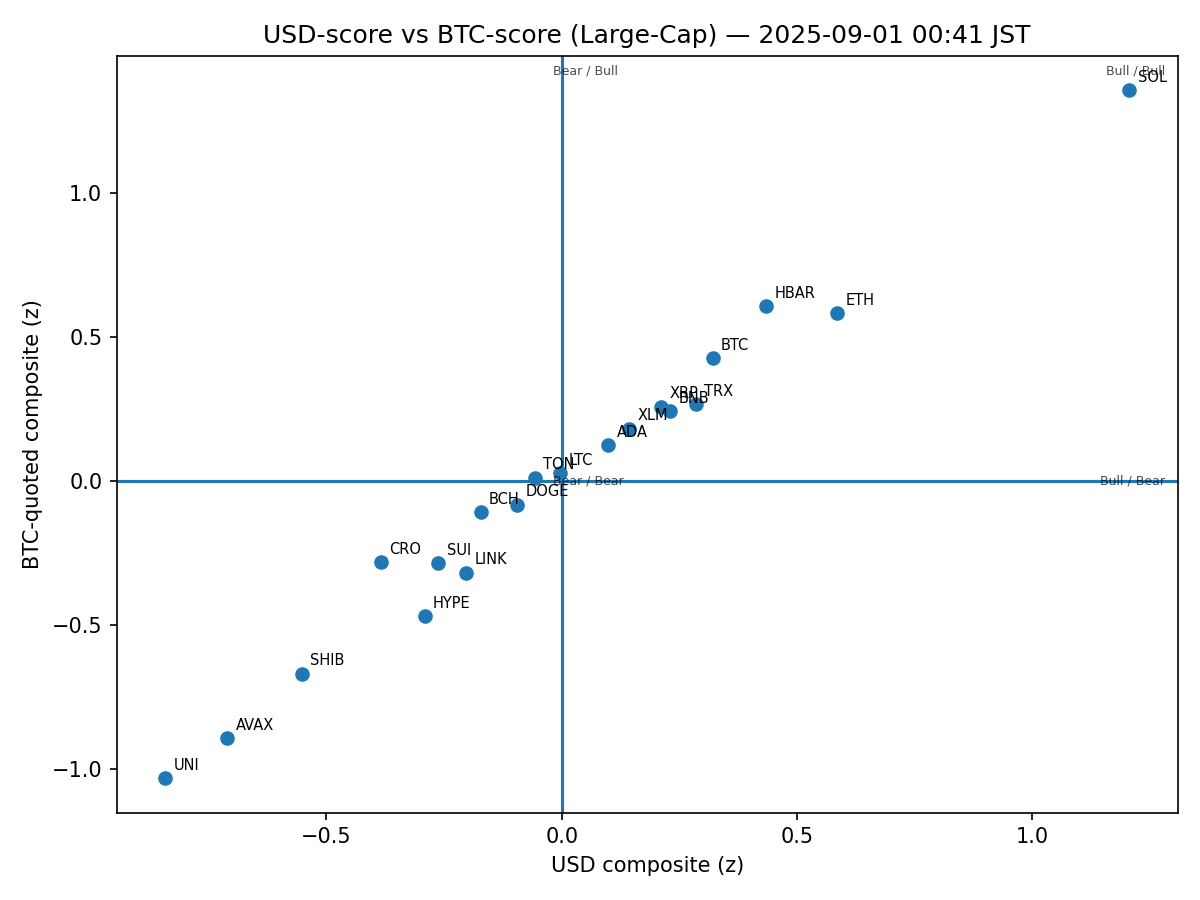 USD-score vs BTC-score (Large-Cap) — 2025-09-01 00:41 JST
Bear / Bull
Bull / Bull
SOL
1.0
HBAR
ETH
0.5
BTC
XRP
BNB
TRX
XLM
ADA
TON
LTC
0.0
Bear / Bear
Bull / Bear
DOGE
BCH
CRO
SUI
LINK
HYPE
−0.5
SHIB
AVAX
UNI
−1.0
−0.5
0.0
0.5
1.0
USD composite (z)
BTC-quoted composite (z)